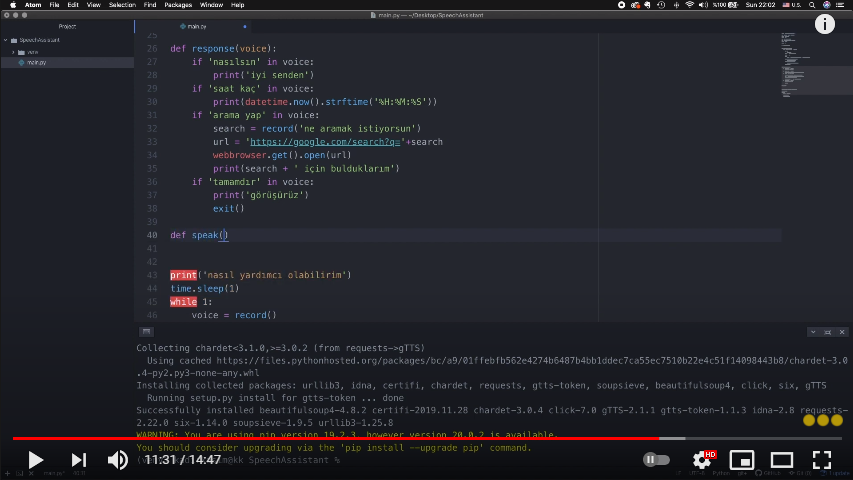 Atom File Edit View Selection Find Packages Window Help
%100
U.S.
Sun 22:02
main.py — ~/Desktop/SpeechAssistant
Project
main.py
SpeechAssistant
.env
main.py
25
26 def response(voice):
27 if 'nasılsın' in voice:
28 print('iyi senden')
29 if 'saat kaç' in voice:
30 print(datetime.now().strftime('%H:%M:%S'))
31 if 'arama yap' in voice:
32 search = record('ne aramak istiyorsun')
33 url = 'https://google.com/search?q='+search
34 webbrowser.get().open(url)
35 print(search + ' için bulduklarım')
36 if 'tamamdır' in voice:
37 print('görüşürüz')
38 exit()
39
40 def speak()
41
42
43 print('nasıl yardımcı olabilirim')
44 time.sleep(1)
45 while 1:
46 voice = record()
Collecting chardet<3.1.0,>=3.0.2 (from requests->gTTS)
Using cached https://files.pythonhosted.org/packages/bc/a9/01ffebfb562e4274b6487b4bb1ddec7ca55ec7510b22e4c51f14098443b8/chardet-3.0
.4-py2.py3-none-any.whl
Installing collected packages: urllib3, idna, certifi, chardet, requests, gtts-token, soupsieve, beautifulsoup4, click, six, gTTS
Running setup.py install for gtts-token ... done
Successfully installed beautifulsoup4-4.8.2 certifi-2019.11.28 chardet-3.0.4 click-7.0 gTTS-2.1.1 gtts-token-1.1.3 idna-2.8 requests-
2.22.0 six-1.14.0 soupsieve-1.9.5 urllib3-1.25.8
WARNING: You are using pip version 19.2.3, however version 20.0.2 is available.
You should consider upgrading via the 'pip install --upgrade pip' command.
SpeechAssistant %
11:31 / 14:47
HD